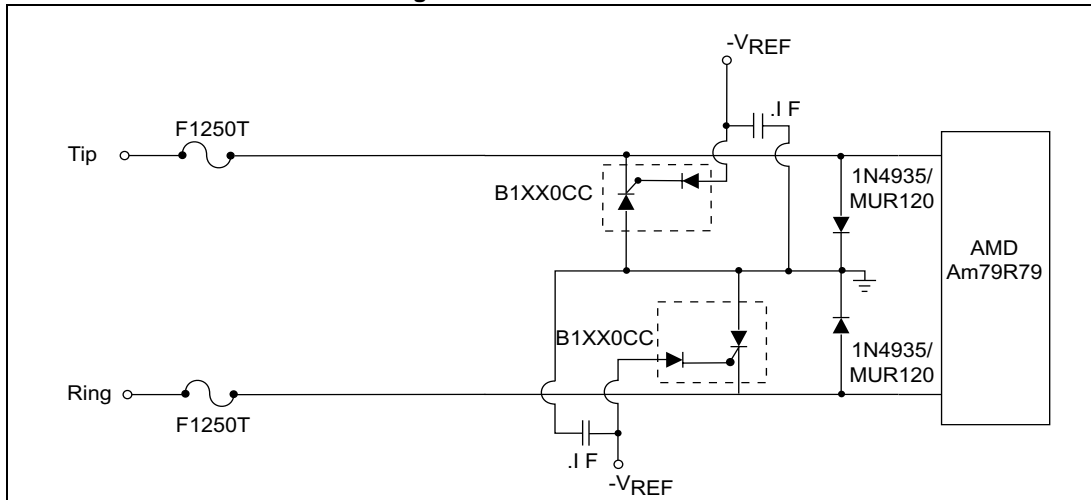 g
-VREF
.I F
F1250T
Tip
B1XX0CC
1N4935/
MUR120
AMD
Am79R79
B1XX0CC
1N4935/
MUR120
Ring
F1250T
.I F
-VREF